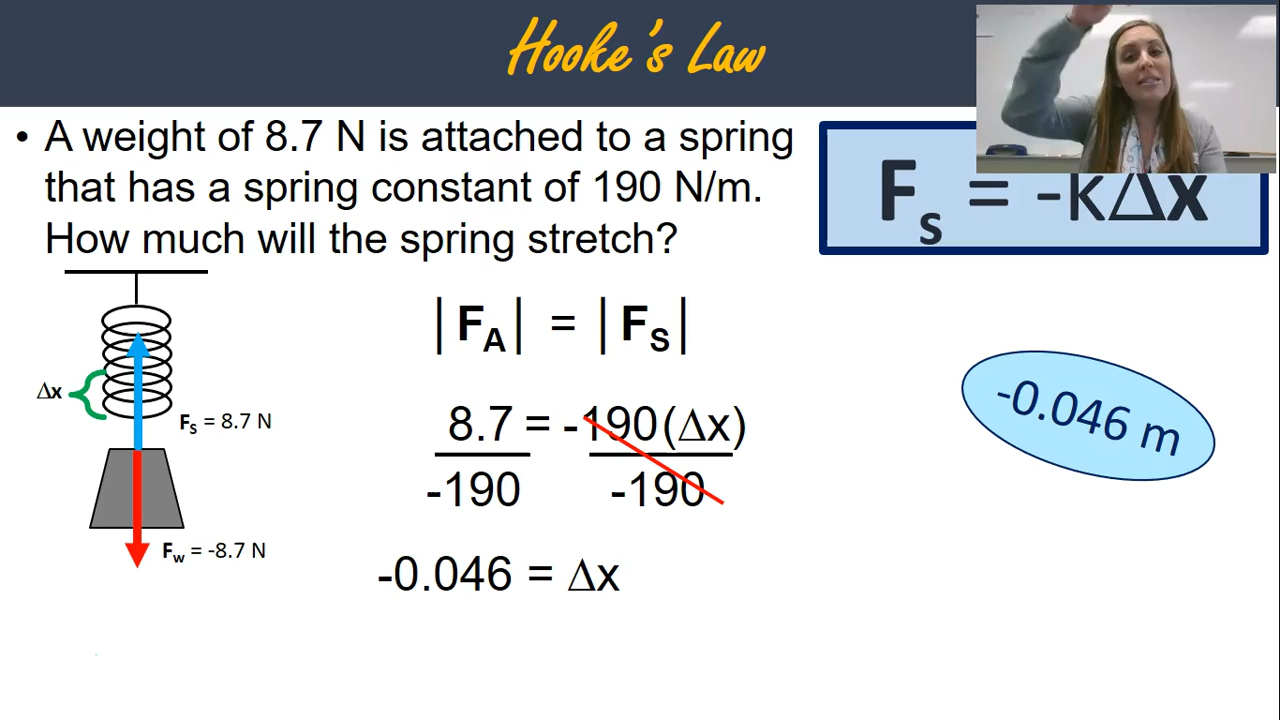 Hooke's Law
• A weight of 8.7 N is attached to a spring
that has a spring constant of 190 N/m.
How much will the spring stretch?
Fs = -kΔx
|FA| = |FS|
8.7 = -190(Δx)
-190 -190
-0.046 = Δx
Δx
Fs = 8.7 N
Fw = -8.7 N
-0.046 m